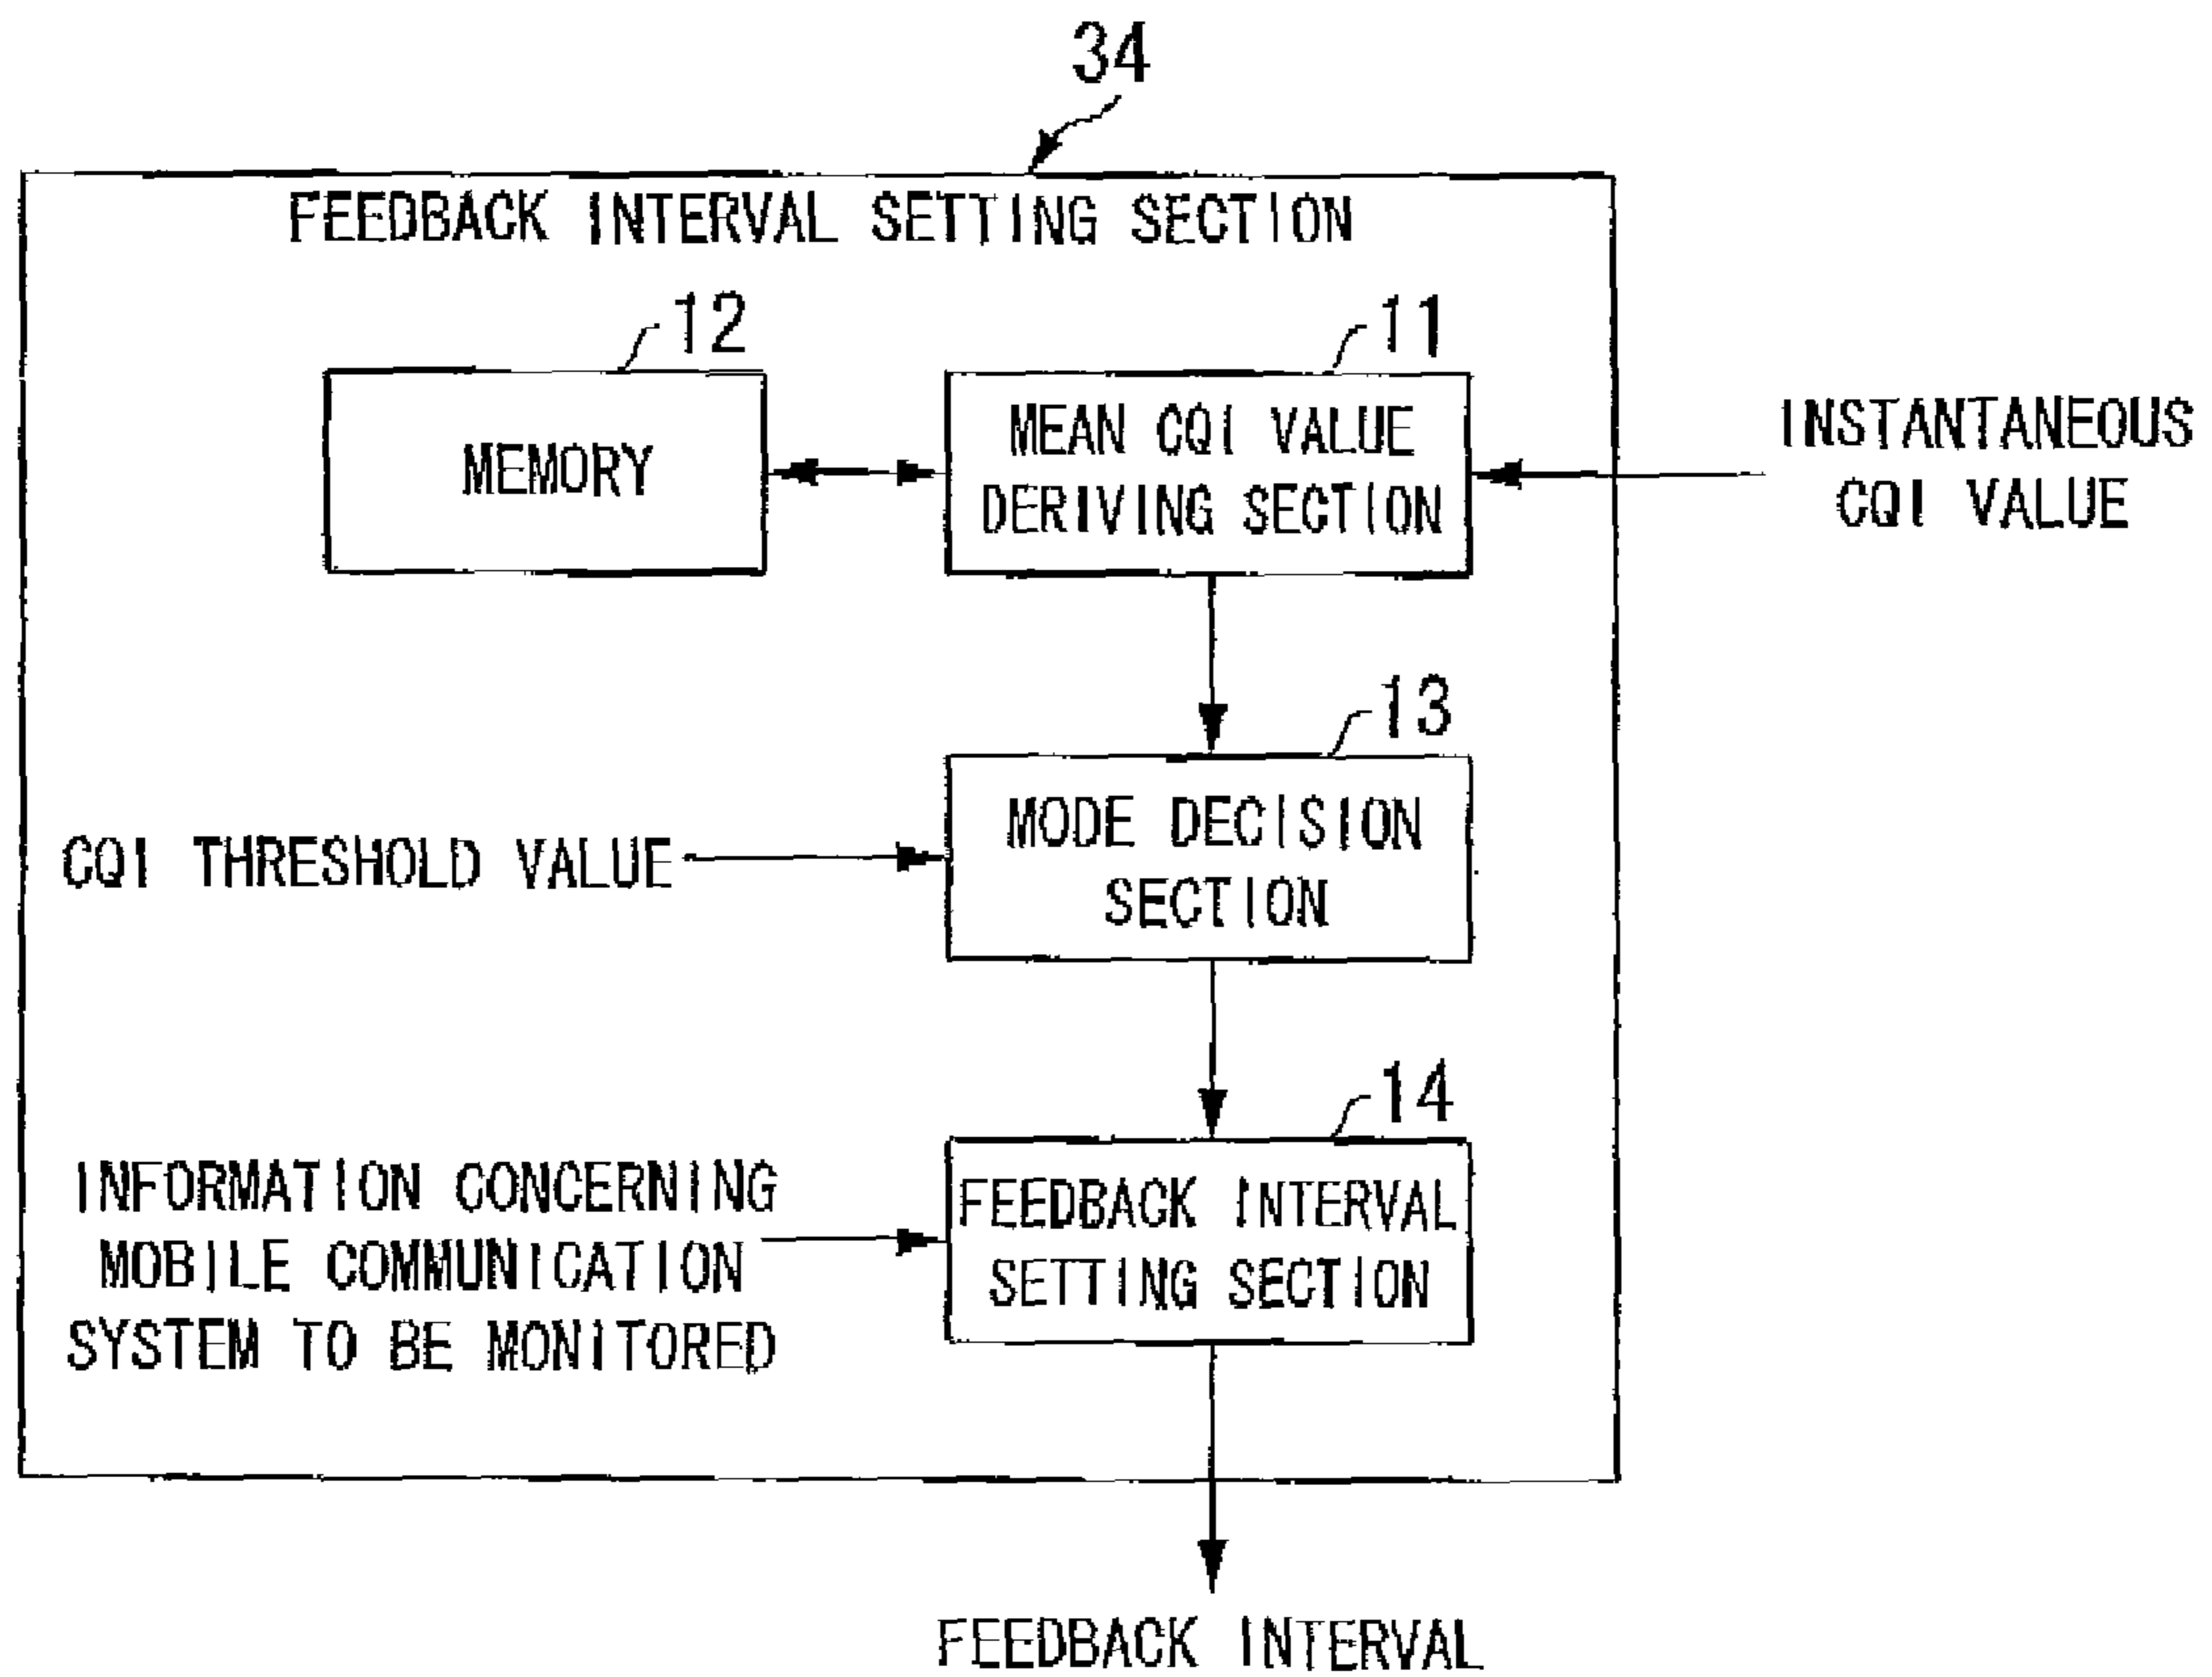 34
FEEDBACK INTERVAL SETTING SECTION
12
11
MEMORY
MEAN CQI VALUE
DERIVING SECTION
INSTANTANEOUS
CQI VALUE
13
CQI THRESHOLD VALUE
MODE DECISION
SECTION
14
INFORMATION CONCERNING
MOBILE COMMUNICATION
SYSTEM TO BE MONITORED
FEEDBACK INTERVAL
SETTING SECTION
FEEDBACK INTERVAL